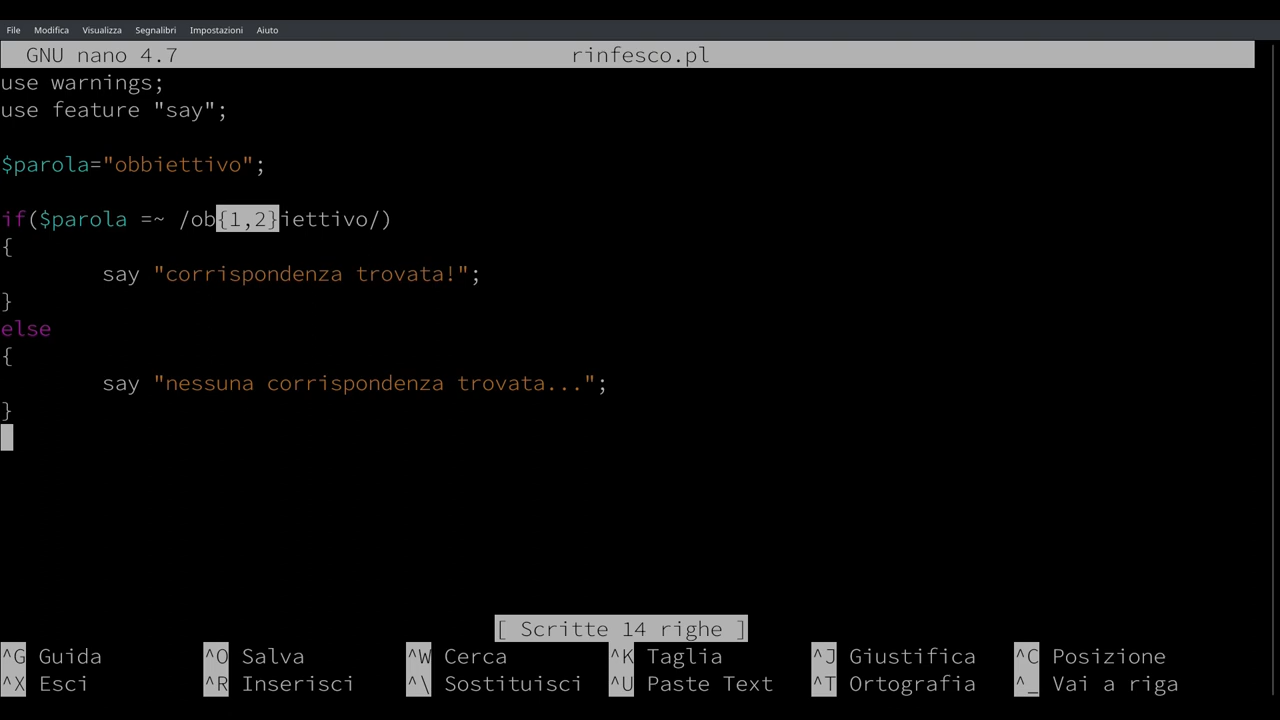 File Modifica Visualizza Segnalibri Impostazioni Aiuto
GNU nano 4.7 rinfesco.pl
use warnings;
use feature "say";
$parola="obbiettivo";
if($parola =~ /ob{1,2}iettivo/)
{
say "corrispondenza trovata!";
}
else
{
say "nessuna corrispondenza trovata...";
}
[ Scritte 14 righe ]
^G Guida ^O Salva ^W Cerca ^K Taglia ^J Giustifica ^C Posizione
^X Esci ^R Inserisci ^\ Sostituisci ^U Paste Text ^T Ortografia ^_ Vai a riga